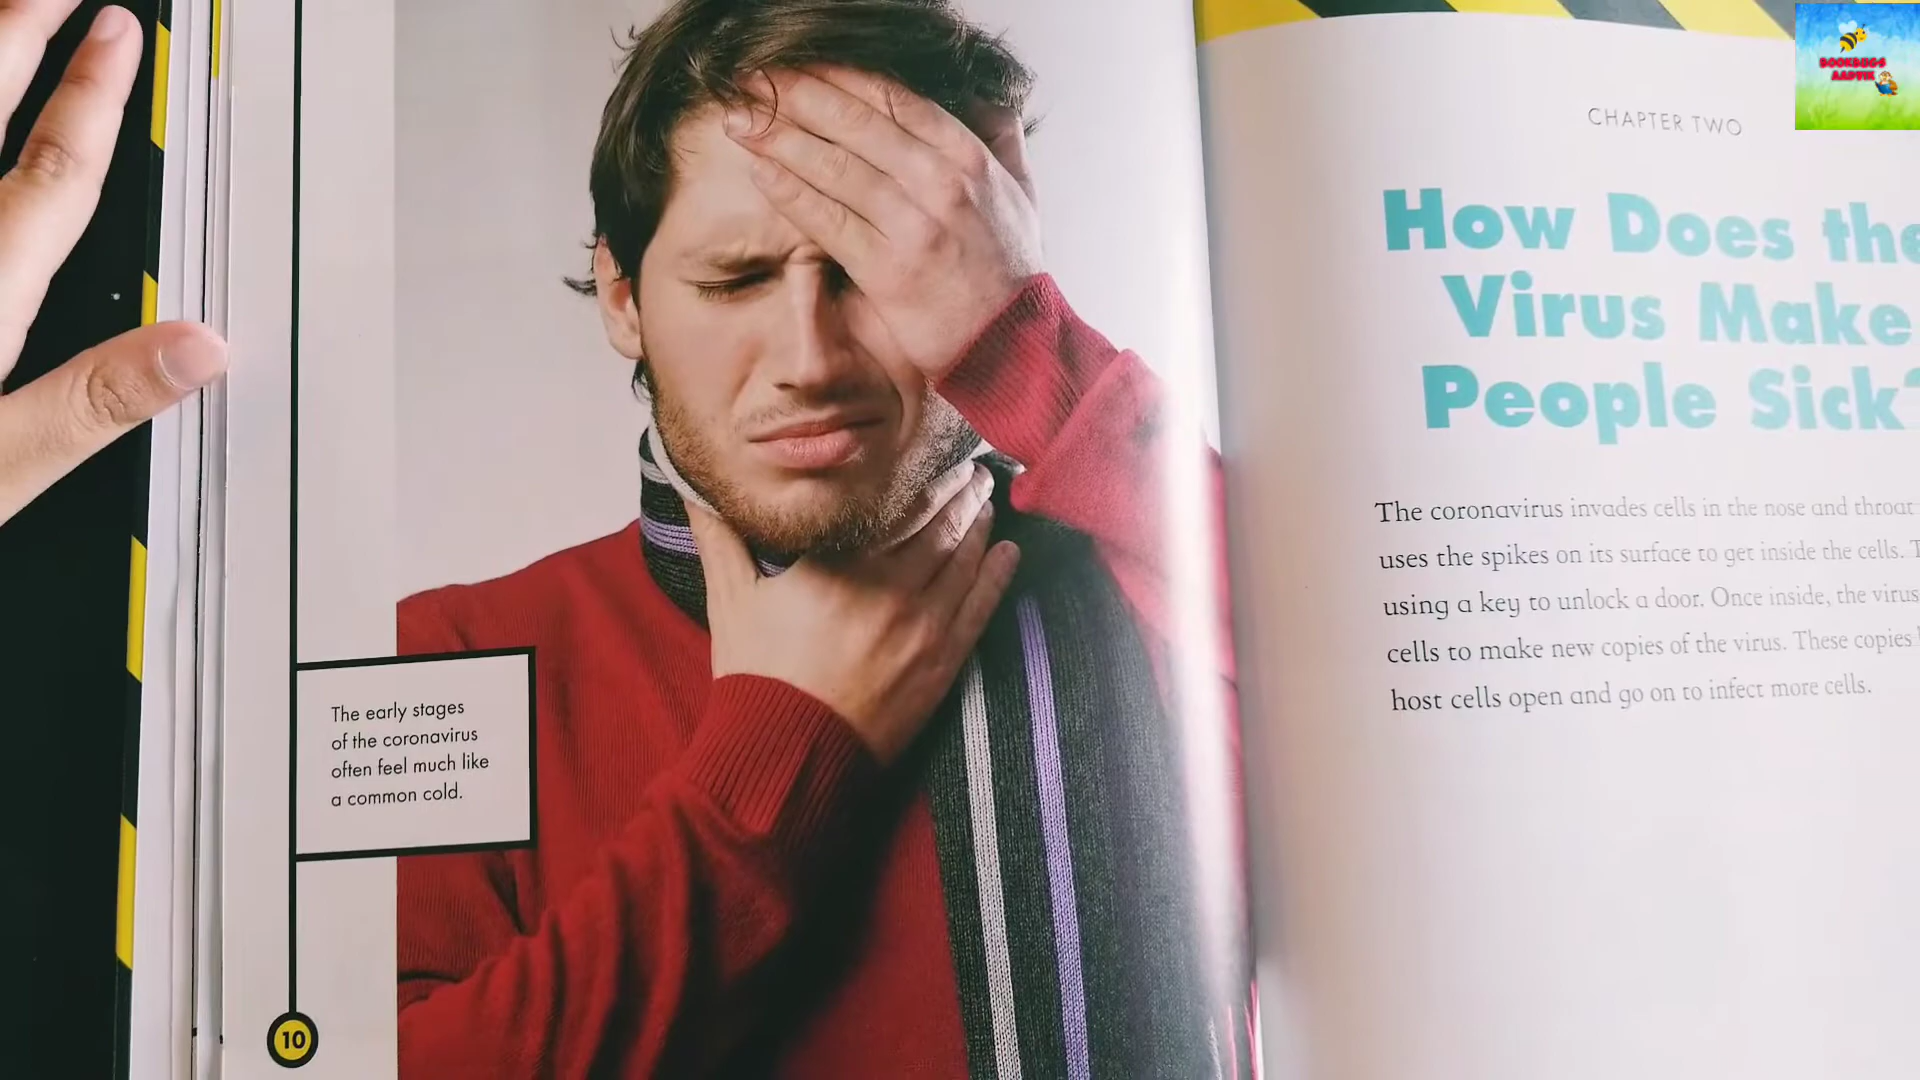 The early stages
of the coronavirus
often feel much like
a common cold.
10
CHAPTER TWO
How Does the
Virus Make
People Sick?
The coronavirus invades cells in the nose and throat
uses the spikes on its surface to get inside the cells.
using a key to unlock a door. Once inside, the virus
cells to make new copies of the virus. These copies
host cells open and go on to infect more cells.
BOOKBUGS
AADVIK